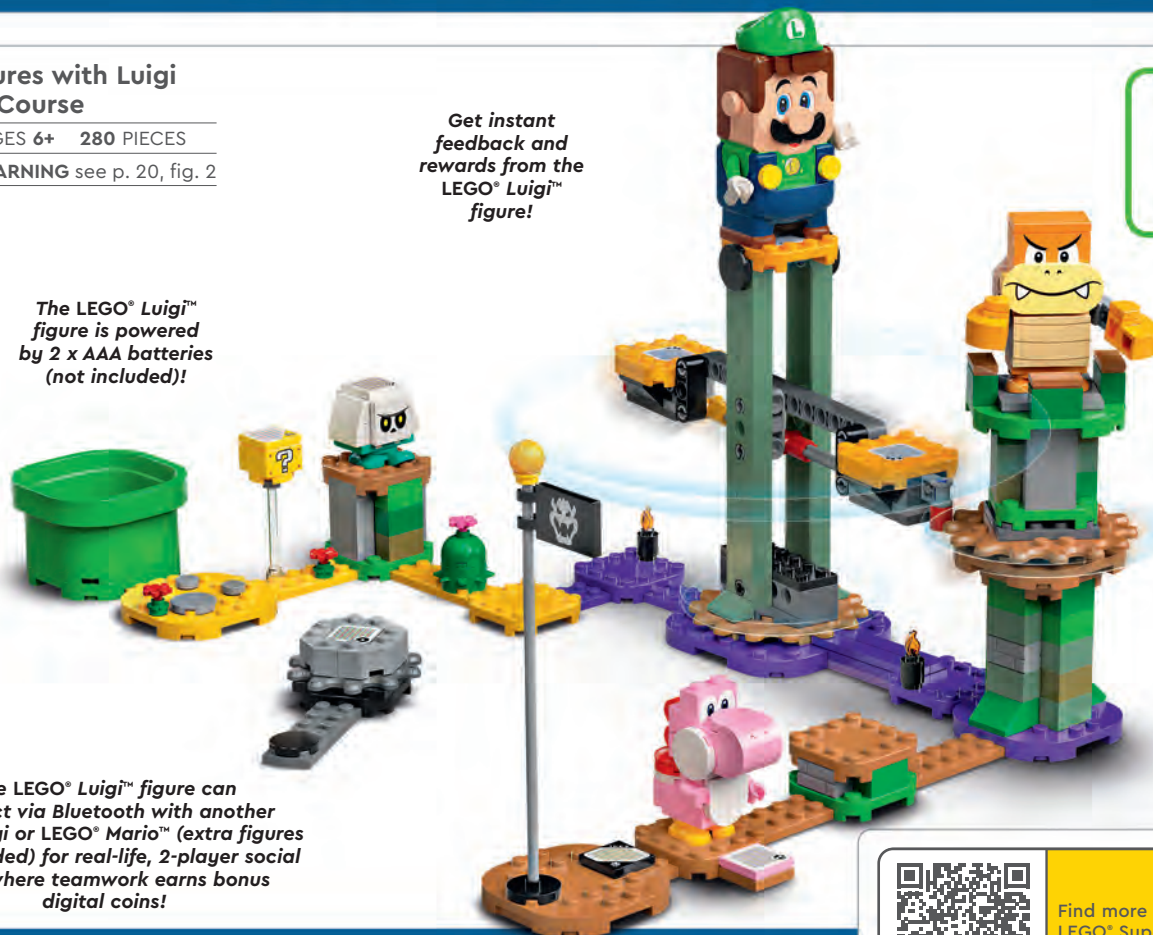 ures with Luigi
Course
GES 6+ 280 PIECES
ARNING see p. 20, fig. 2
Get instant
feedback and
rewards from the
LEGO® Luigi™
figure!
The LEGO® Luigi™
figure is powered
by 2 x AAA batteries
(not included)!
L
?
e LEGO® Luigi™ figure can
ct via Bluetooth with another
gi or LEGO® Mario™ (extra figures
ded) for real-life, 2-player social
where teamwork earns bonus
digital coins!
Find more
LEGO® Sup